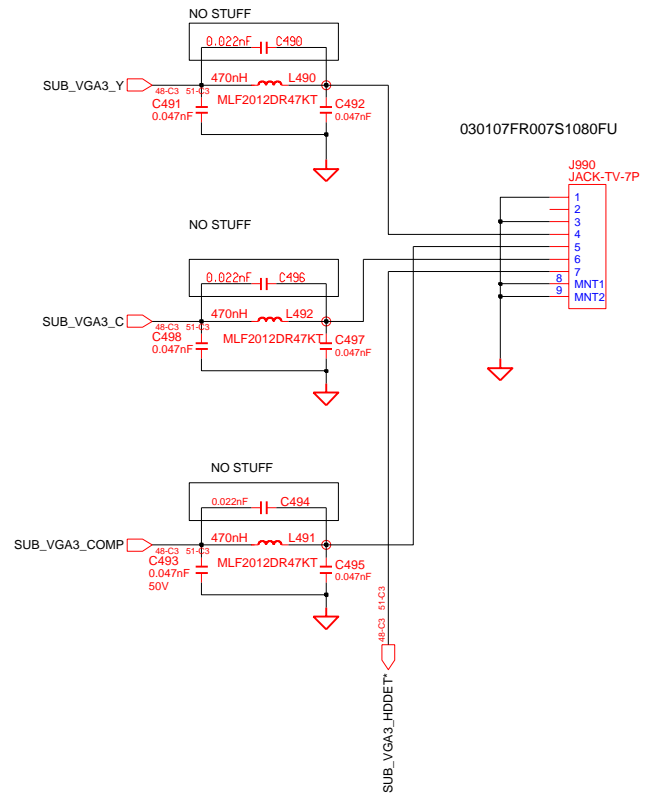 NO STUFF
0.022nF C490
SUB_VGA3_Y
470nH L490
48-C3 51-C3
MLF2012DR47KT
C491
0.047nF
C492
0.047nF
030107FR007S1080FU
J990
JACK-TV-7P
1
2
3
4
5
6
7
8 MNT1
9 MNT2
NO STUFF
0.022nF C496
SUB_VGA3_C
470nH L492
48-C3 51-C3
MLF2012DR47KT
C498
0.047nF
C497
0.047nF
NO STUFF
0.022nF C494
SUB_VGA3_COMP
470nH L491
48-C3 51-C3
MLF2012DR47KT
C493
0.047nF
50V
C495
0.047nF
48-C3 51-C3
SUB_VGA3_HDDET*